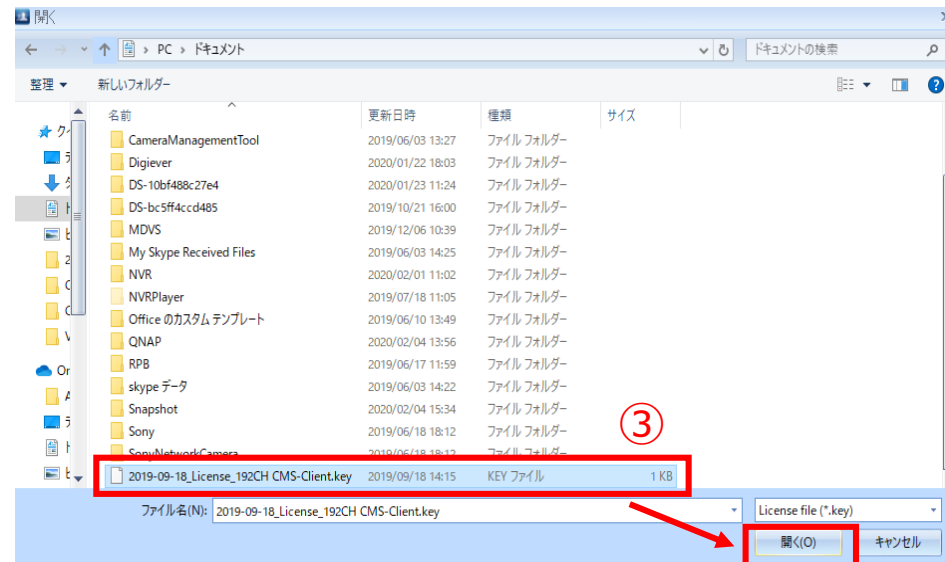 開く
PC › ドキュメント
ドキュメントの検索
整理
新しいフォルダー
名前 更新日時 種類 サイズ
CameraManagementTool 2019/06/03 13:27 ファイル フォルダー
Digiever 2020/01/22 18:03 ファイル フォルダー
DS-10bf488c27e4 2020/01/23 11:24 ファイル フォルダー
DS-bc5ff4ccd485 2019/10/21 16:00 ファイル フォルダー
MDVS 2019/12/06 10:39 ファイル フォルダー
My Skype Received Files 2019/06/03 14:25 ファイル フォルダー
NVR 2020/02/01 11:02 ファイル フォルダー
NVRPlayer 2019/07/18 11:05 ファイル フォルダー
Office のカスタム テンプレート 2019/06/10 13:49 ファイル フォルダー
QNAP 2020/02/04 13:56 ファイル フォルダー
RPB 2019/06/17 11:59 ファイル フォルダー
skype データ 2019/06/03 14:22 ファイル フォルダー
Snapshot 2020/02/04 15:34 ファイル フォルダー
Sony 2019/06/18 18:12 ファイル フォルダー
③
SonyNetworkCamera 2019/06/18 18:12 ファイル フォルダー
2019-09-18_License_192CH CMS-Client.key 2019/09/18 14:15 KEY ファイル 1 KB
ファイル名(N): 2019-09-18_License_192CH CMS-Client.key License file (*.key)
開く(O) キャンセル